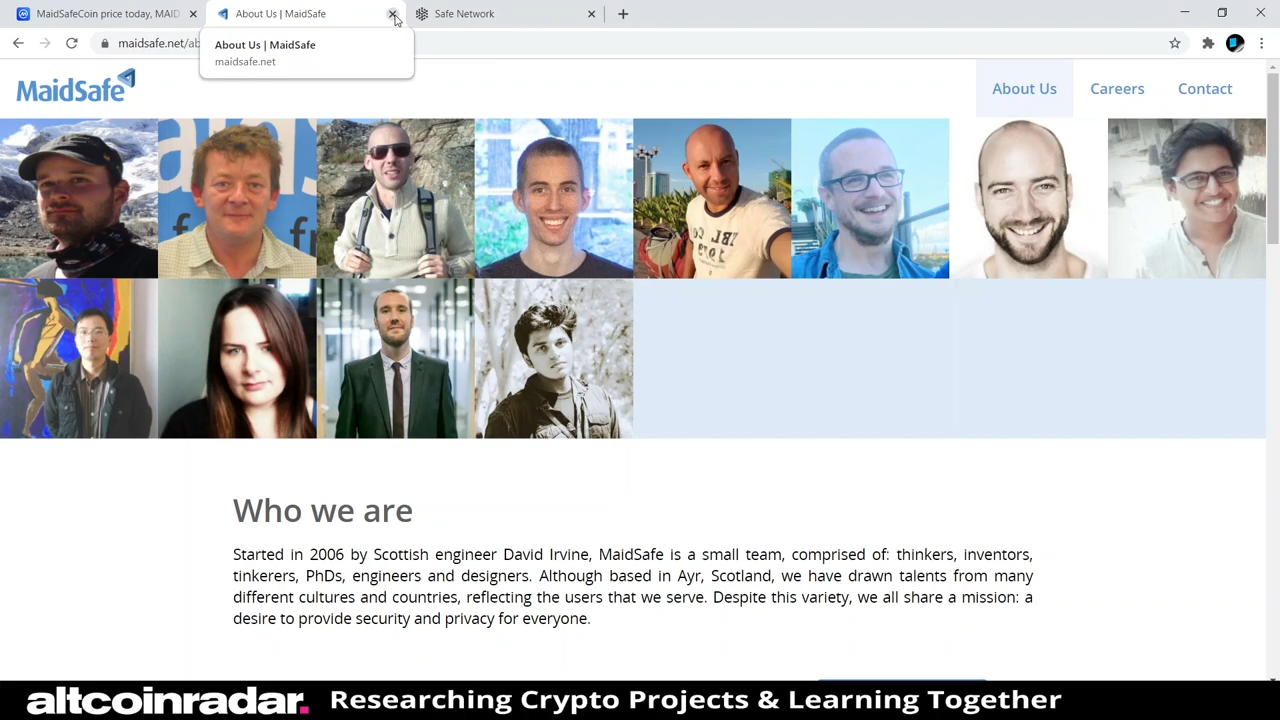 MaidSafeCoin price today, MAID
About Us | MaidSafe
Safe Network
maidsafe.net/ab
About Us | MaidSafe
maidsafe.net
MaidSafe
About Us
Careers
Contact
Who we are
Started in 2006 by Scottish engineer David Irvine, MaidSafe is a small team, comprised of: thinkers, inventors,
tinkerers, PhDs, engineers and designers. Although based in Ayr, Scotland, we have drawn talents from many
different cultures and countries, reflecting the users that we serve. Despite this variety, we all share a mission: a
desire to provide security and privacy for everyone.
altcoinradar.
Researching Crypto Projects & Learning Together